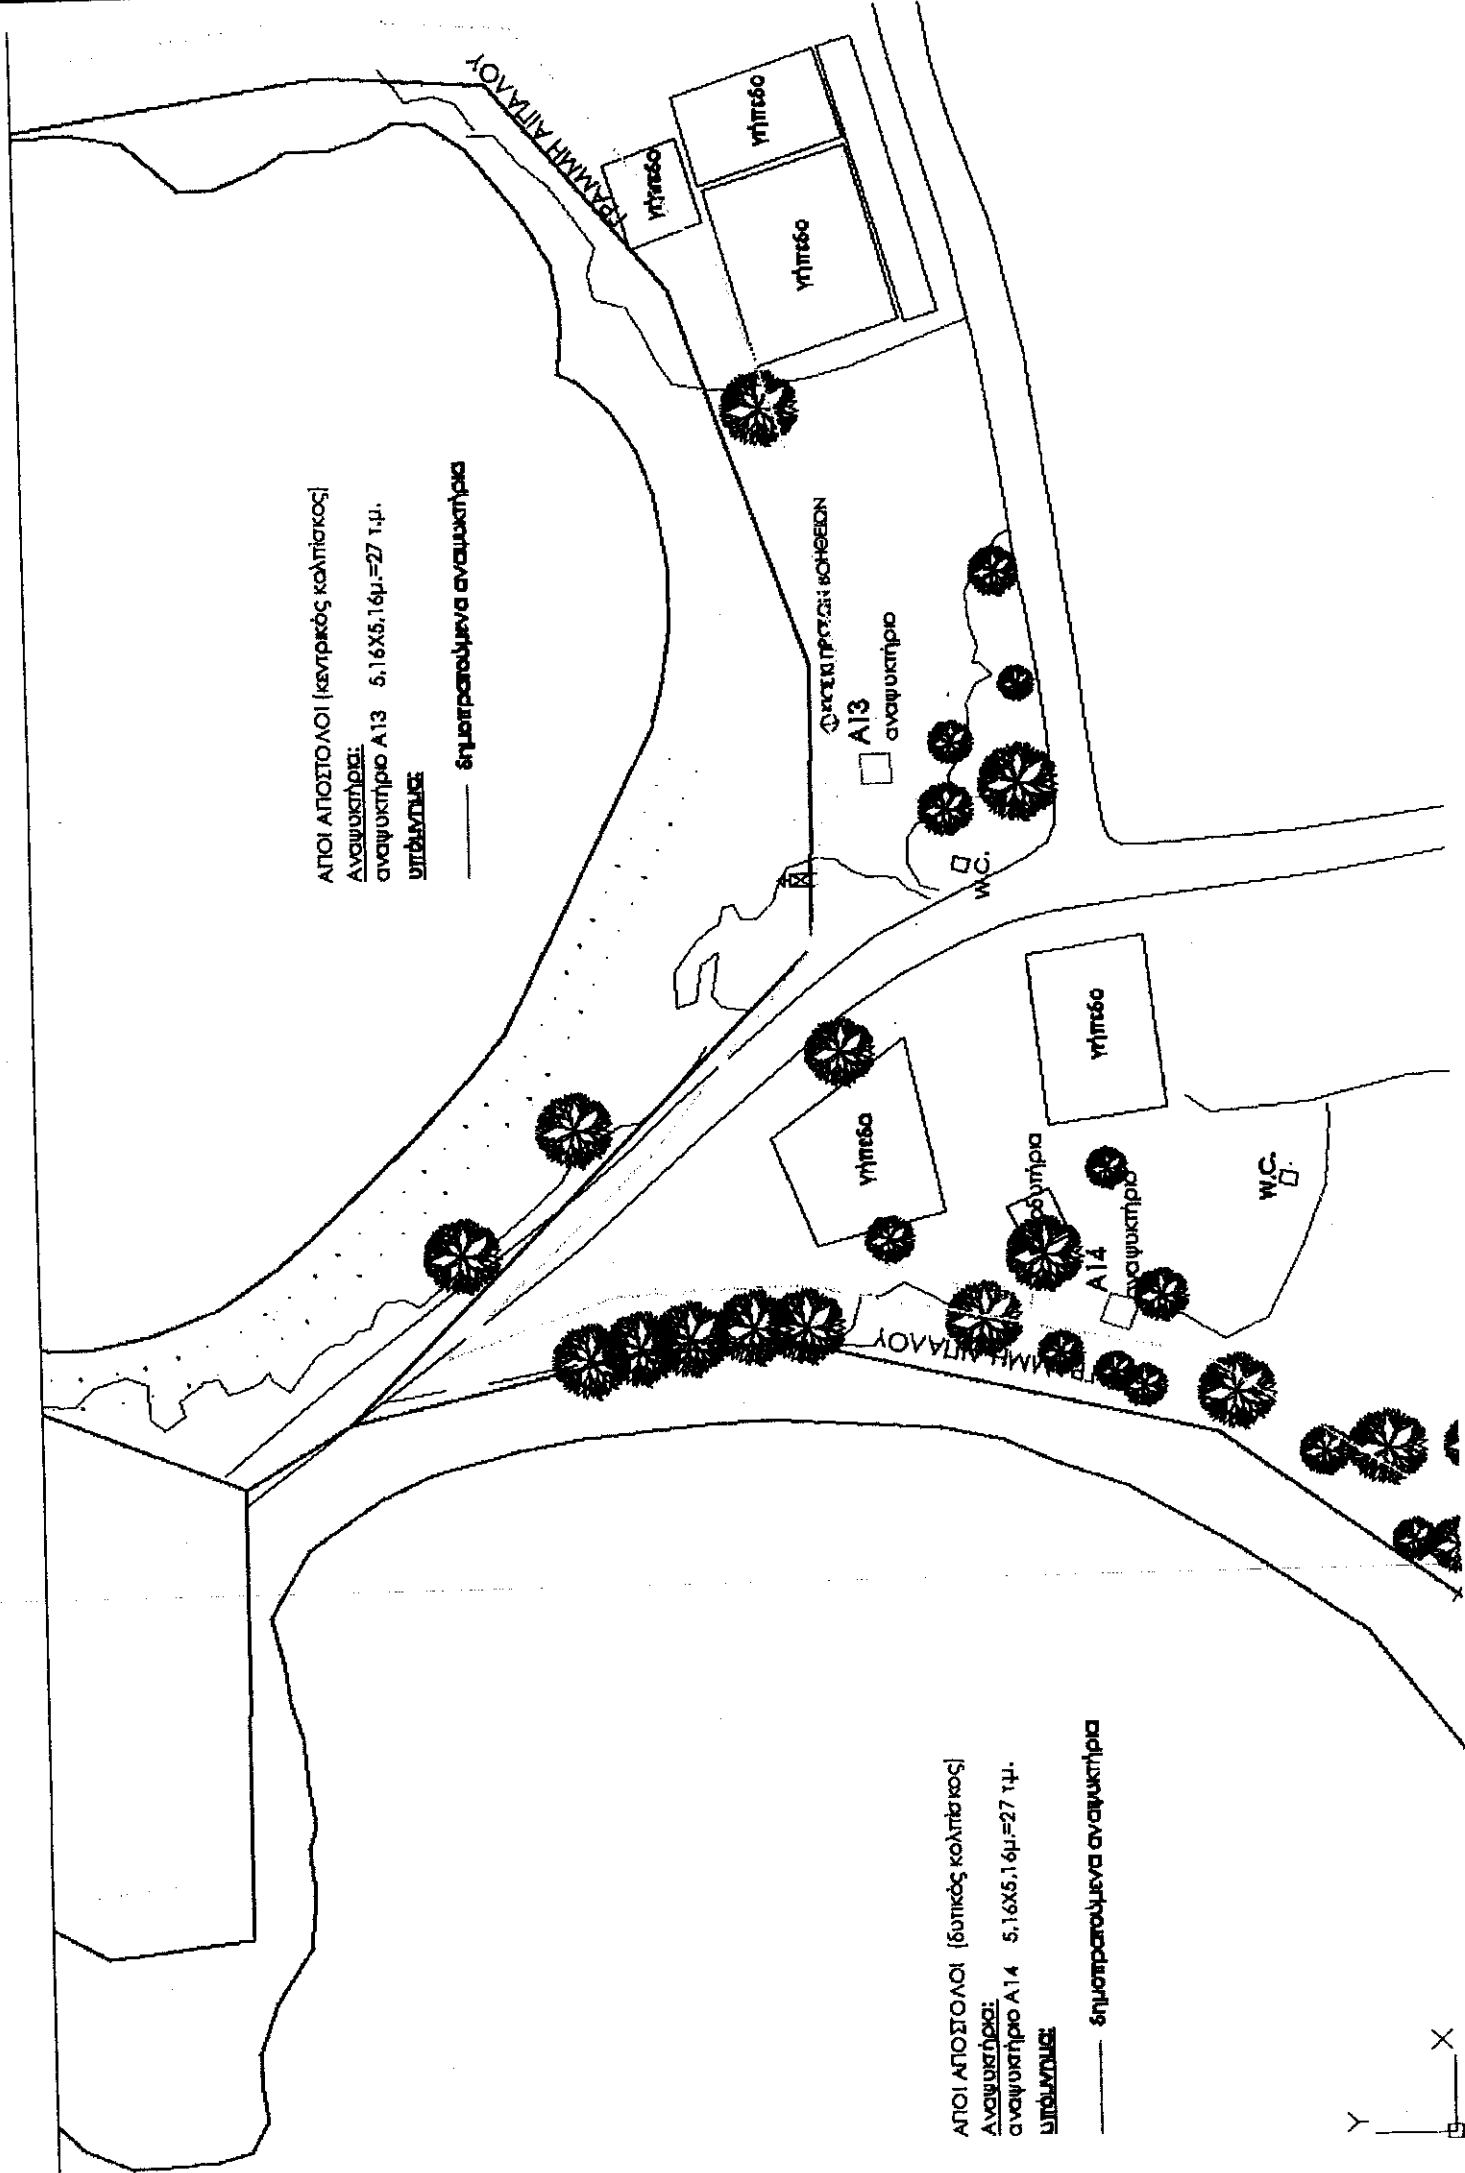 ΑΓΙΟΙ ΑΠΟΣΤΟΛΟΙ (κεντρικός κολπίσκος)
Αναψυκτήρια:
αναψυκτήριο Α13 5,16Χ5,16μ.=27 τ.μ.
υπόμνημα:
δημοπρατούμενα αναψυκτήρια
ΓΡΑΜΜΗ ΑΙΓΙΑΛΟΥ
γήπεδο
γήπεδο
γήπεδο
ΠΡΩΤΩΝ ΒΟΗΘΕΙΩΝ
Α13
αναψυκτήριο
W.C.
γήπεδο
γήπεδο
Α14
αναψυκτήριο
W.C.
ΓΡΑΜΜΗ ΑΙΓΙΑΛΟΥ
ΑΓΙΟΙ ΑΠΟΣΤΟΛΟΙ (δυτικός κολπίσκος)
Αναψυκτήρια:
αναψυκτήριο Α14 5,16Χ5,16μ.=27 τ.μ.
υπόμνημα:
δημοπρατούμενα αναψυκτήρια
Y
X